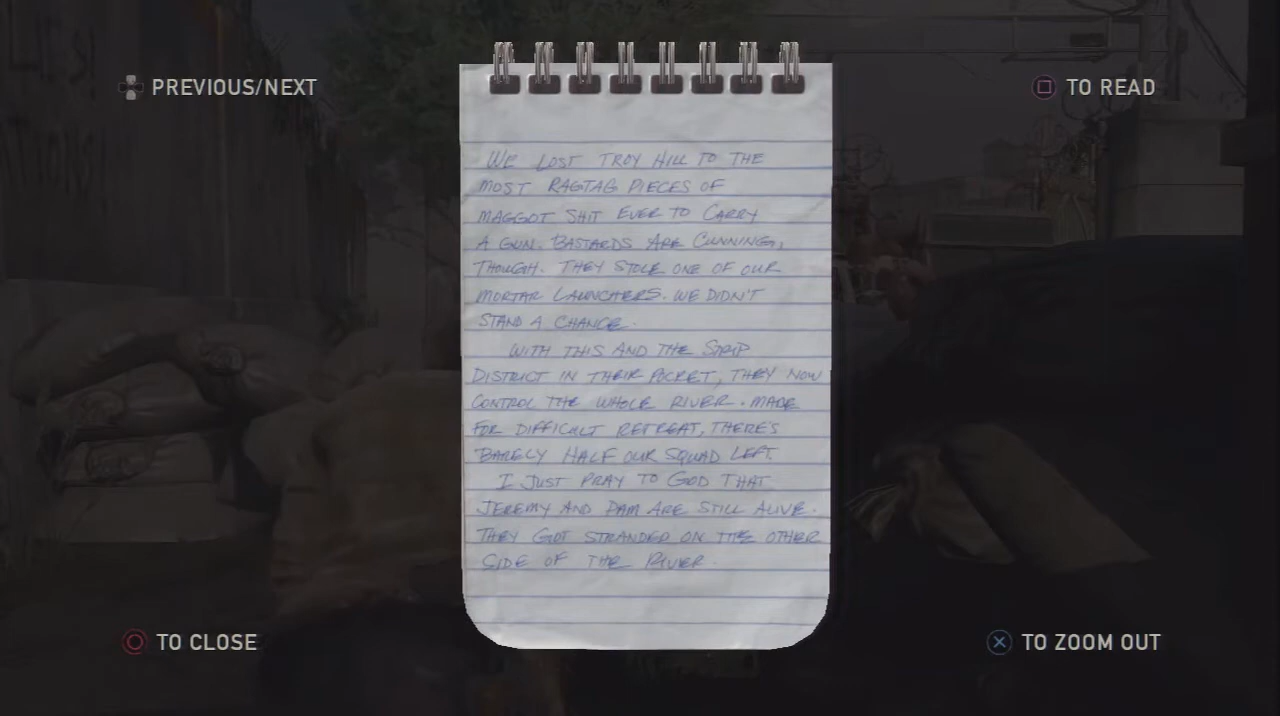 PREVIOUS/NEXT
TO READ
WE LOST TROY HILL TO THE
MOST RAGTAG PIECES OF
MAGGOT SHIT EVER TO CARRY
A GUN. BASTARDS ARE CUNNING,
THOUGH. THEY STOLE ONE OF OUR
MORTAR LAUNCHERS. WE DIDN'T
STAND A CHANCE.
WITH THIS AND THE STRIP
DISTRICT IN THEIR POCKET, THEY NOW
CONTROL THE WHOLE RIVER. MADE
FOR DIFFICULT RETREAT, THERE'S
BARELY HALF OUR SQUAD LEFT.
I JUST PRAY TO GOD THAT
JEREMY AND PAM ARE STILL ALIVE.
THEY GOT STRANDED ON THE OTHER
SIDE OF THE RIVER.
TO CLOSE
TO ZOOM OUT